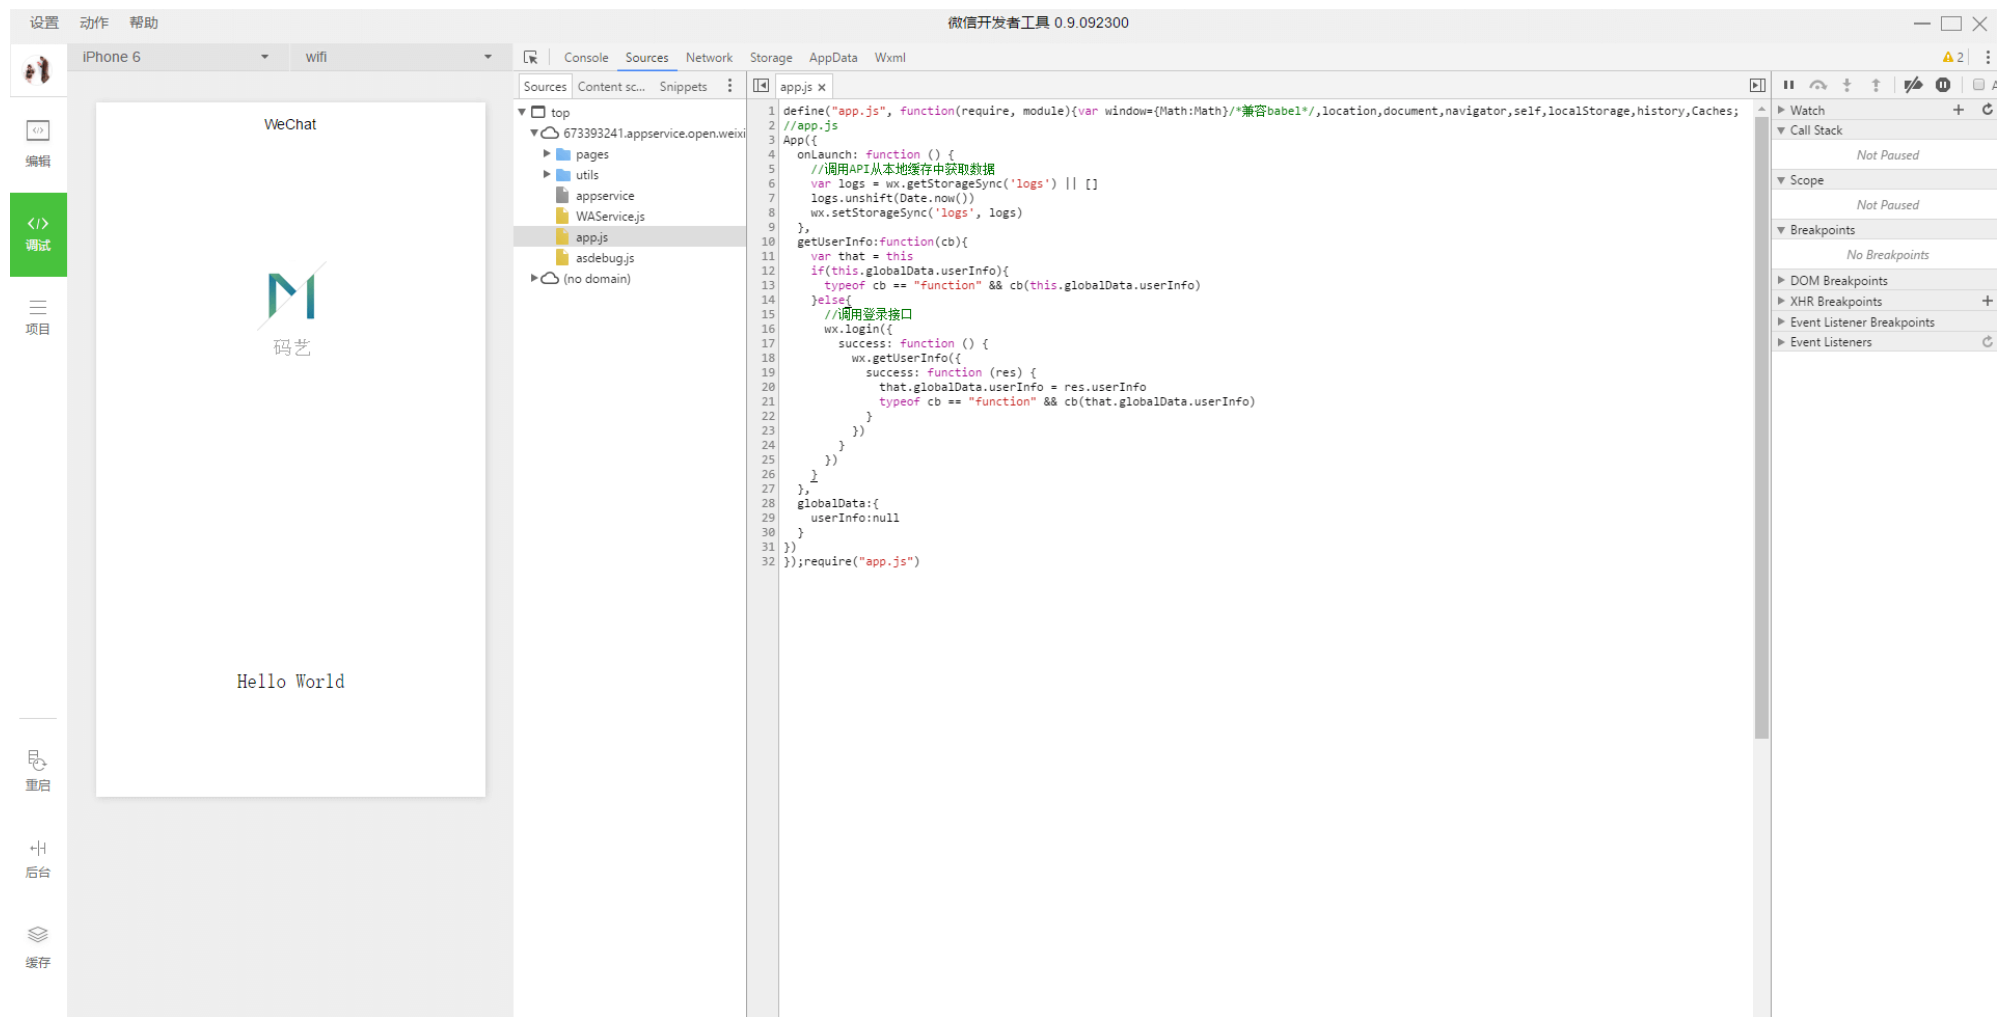 设置 动作 帮助
微信开发者工具 0.9.092300
iPhone 6 wifi
Console Sources Network Storage AppData Wxml
2
编辑
调试
项目
重启
后台
缓存
WeChat
码艺
Hello World
Sources Content sc... Snippets
top
673393241.appservice.open.weixi
pages
utils
appservice
WAService.js
app.js
asdebug.js
(no domain)
app.js
1 define("app.js", function(require, module){var window={Math:Math}/*兼容babel*/,location,document,navigator,self,localStorage,history,Caches;
2 //app.js
3 App({
4 onLaunch: function () {
5 //调用API从本地缓存中获取数据
6 var logs = wx.getStorageSync('logs') || []
7 logs.unshift(Date.now())
8 wx.setStorageSync('logs', logs)
9 },
10 getUserInfo:function(cb){
11 var that = this
12 if(this.globalData.userInfo){
13 typeof cb == "function" && cb(this.globalData.userInfo)
14 }else{
15 //调用登录接口
16 wx.login({
17 success: function () {
18 wx.getUserInfo({
19 success: function (res) {
20 that.globalData.userInfo = res.userInfo
21 typeof cb == "function" && cb(that.globalData.userInfo)
22 }
23 })
24 }
25 })
26 }
27 },
28 globalData:{
29 userInfo:null
30 }
31 })
32 });require("app.js")
Watch
Call Stack
Not Paused
Scope
Not Paused
Breakpoints
No Breakpoints
DOM Breakpoints
XHR Breakpoints
Event Listener Breakpoints
Event Listeners